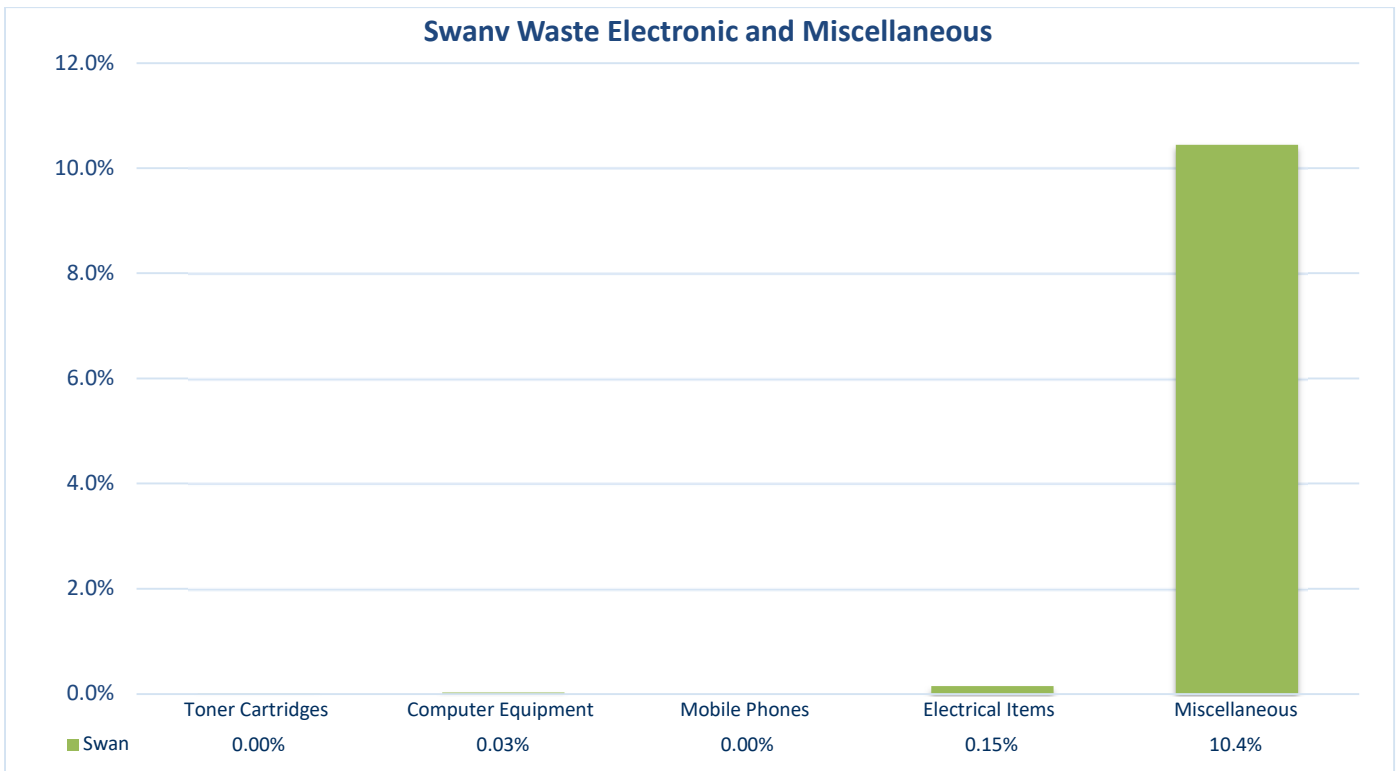 Swanv Waste Electronic and Miscellaneous
12.0%
10.0%
8.0%
6.0%
4.0%
2.0%
0.0%
Toner Cartridges Computer Equipment Mobile Phones Electrical Items Miscellaneous
Swan 0.00% 0.03% 0.00% 0.15% 10.4%